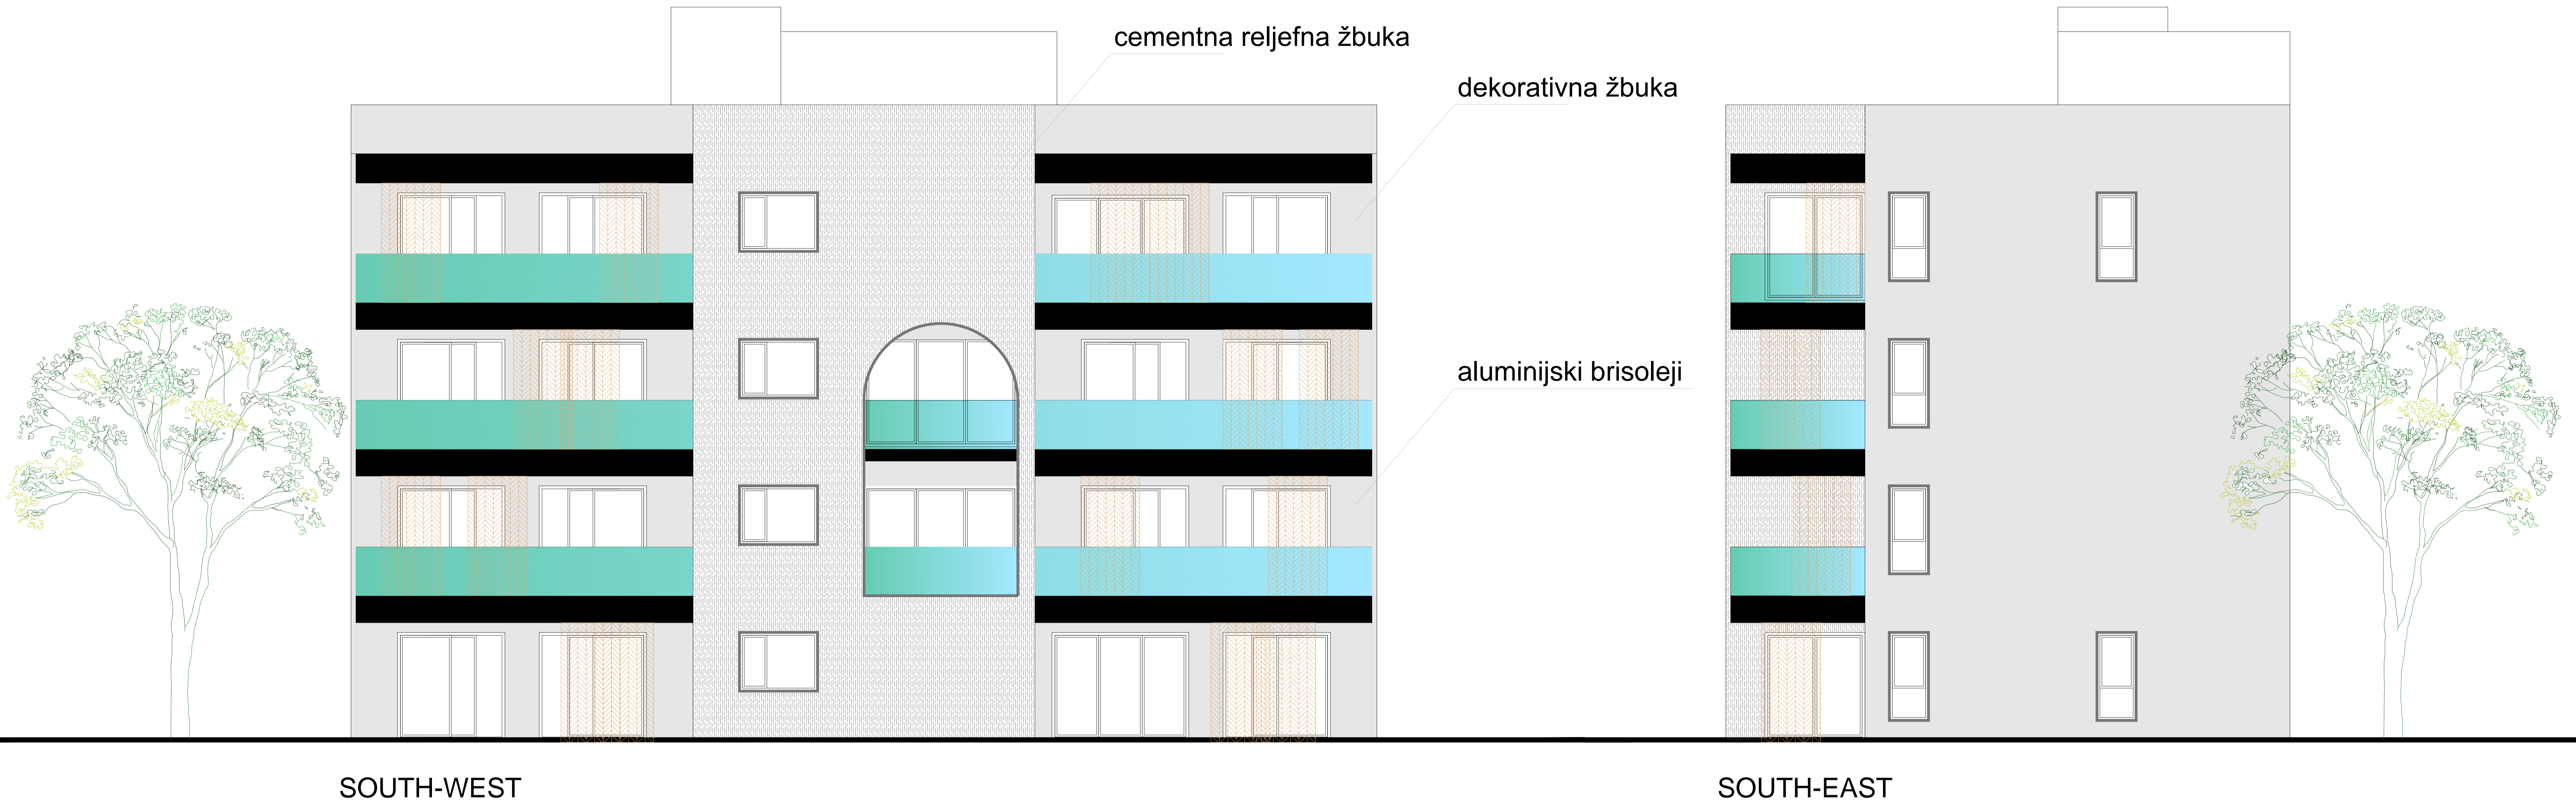 cementna reljefna žbuka
dekorativna žbuka
aluminijski brisoleji
SOUTH-WEST
SOUTH-EAST